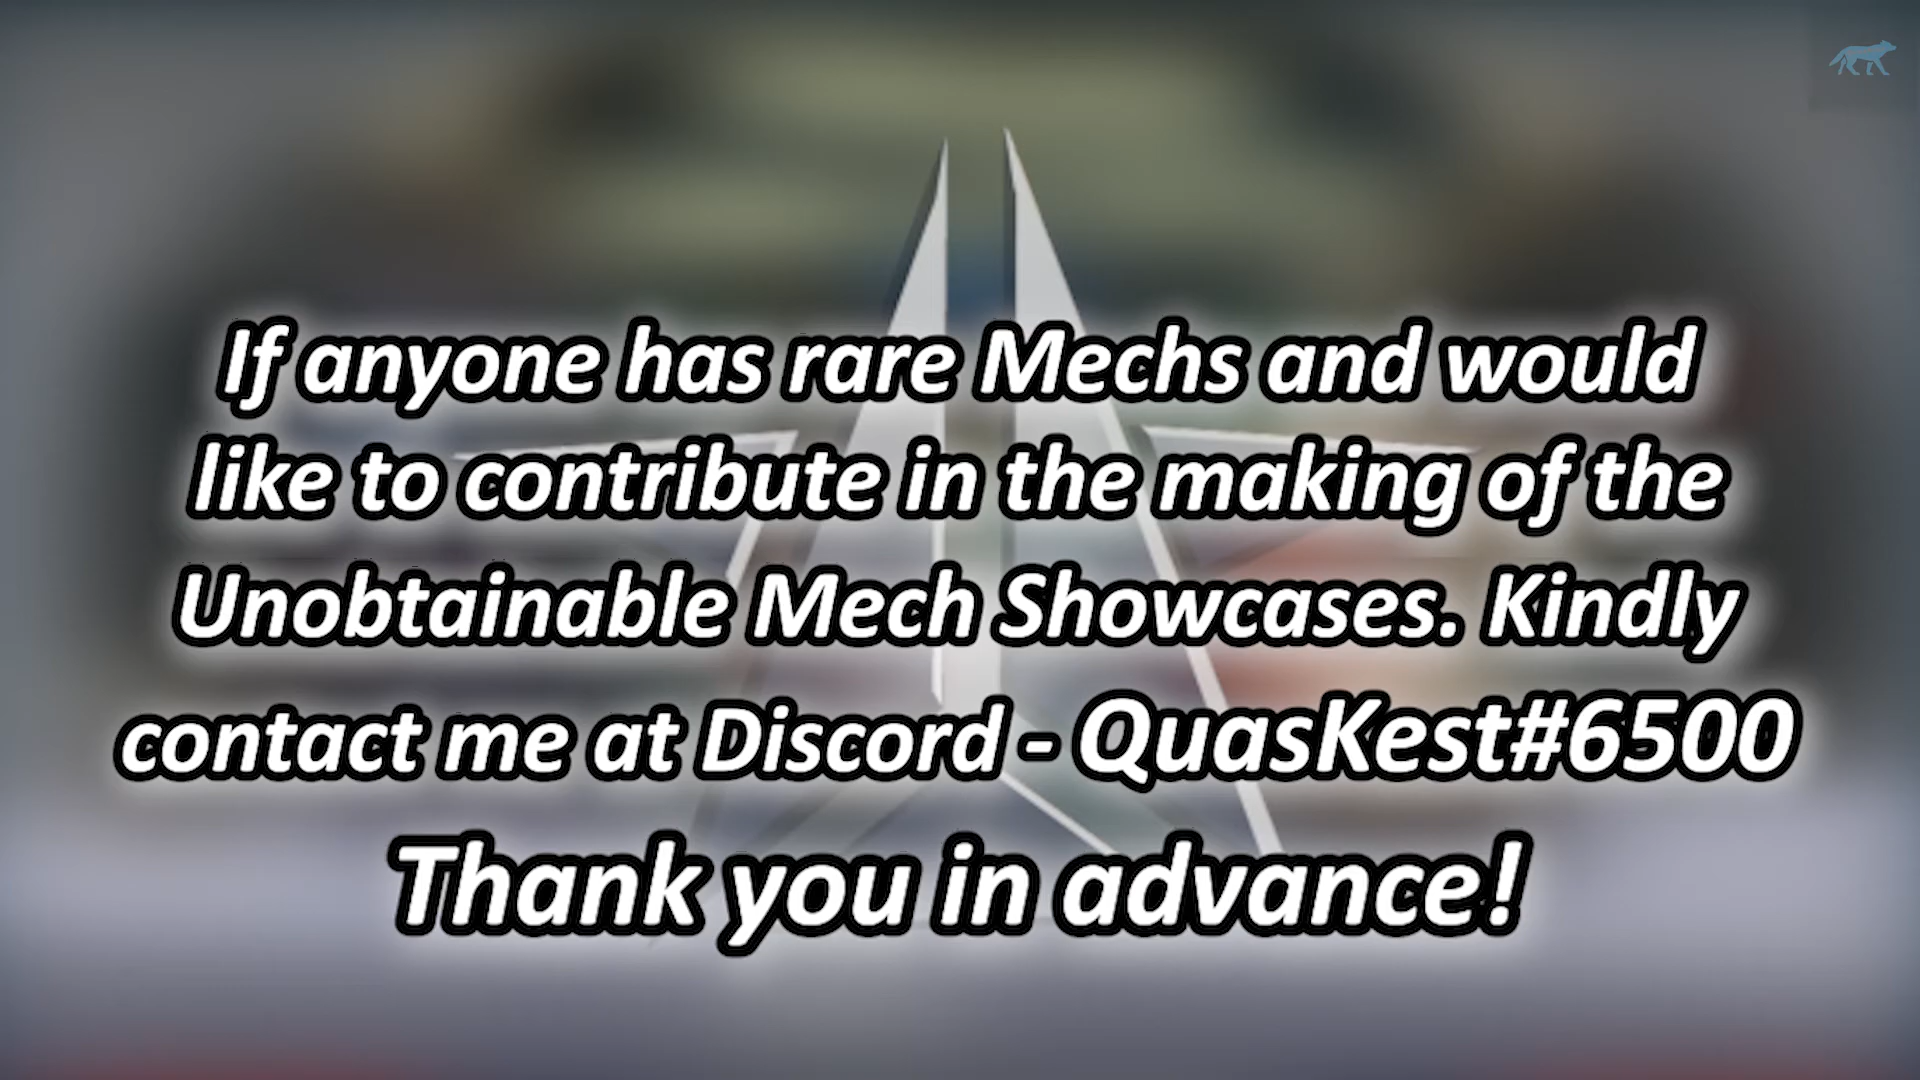 If anyone has rare Mechs and would
like to contribute in the making of the
Unobtainable Mech Showcases. Kindly
contact me at Discord - QuasKest#6500
Thank you in advance!